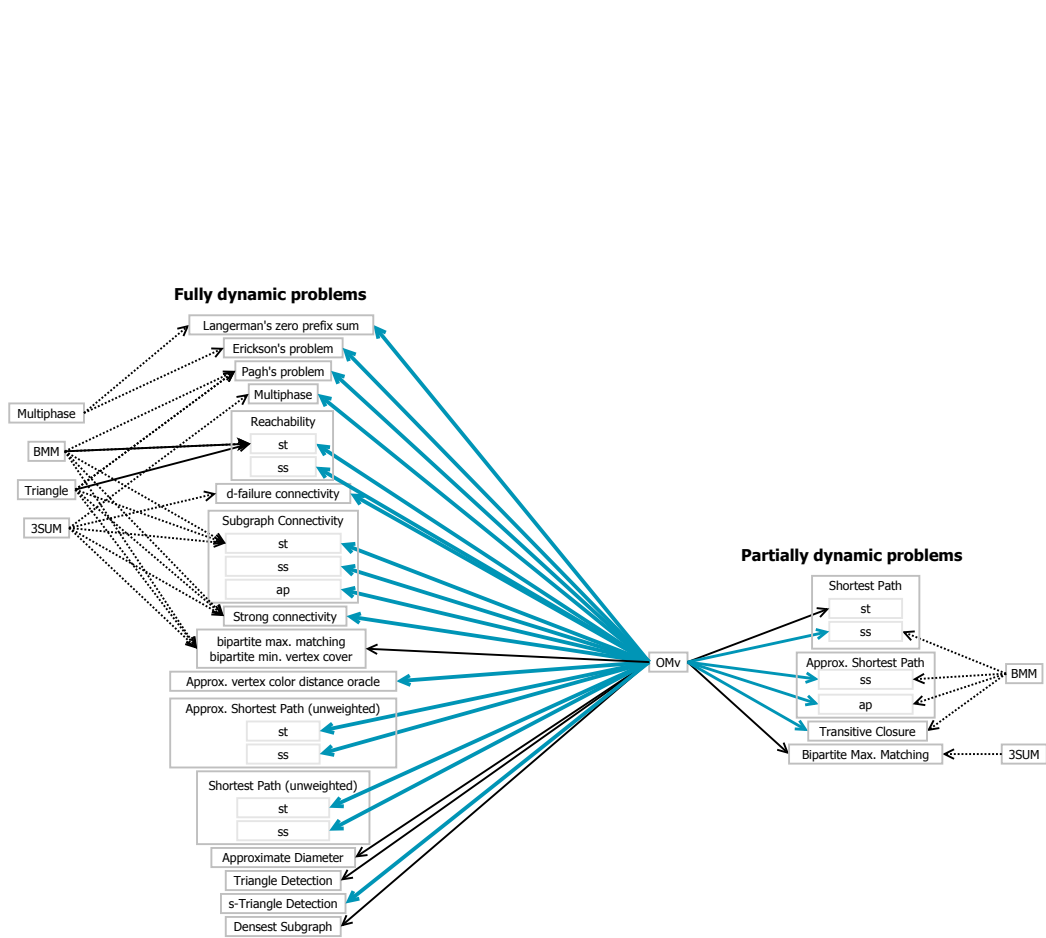 Fully dynamic problems
Langerman's zero prefix sum
Erickson's problem
Pagh's problem
Multiphase
Multiphase
Reachability
BMM
st
ss
Triangle
d-failure connectivity
3SUM
Subgraph Connectivity
st
ss
ap
Strong connectivity
bipartite max. matching
bipartite min. vertex cover
Approx. vertex color distance oracle
Approx. Shortest Path (unweighted)
st
ss
Shortest Path (unweighted)
st
ss
Approximate Diameter
Triangle Detection
s-Triangle Detection
Densest Subgraph
OMv
Partially dynamic problems
Shortest Path
st
ss
Approx. Shortest Path
ss
ap
BMM
Transitive Closure
Bipartite Max. Matching
3SUM